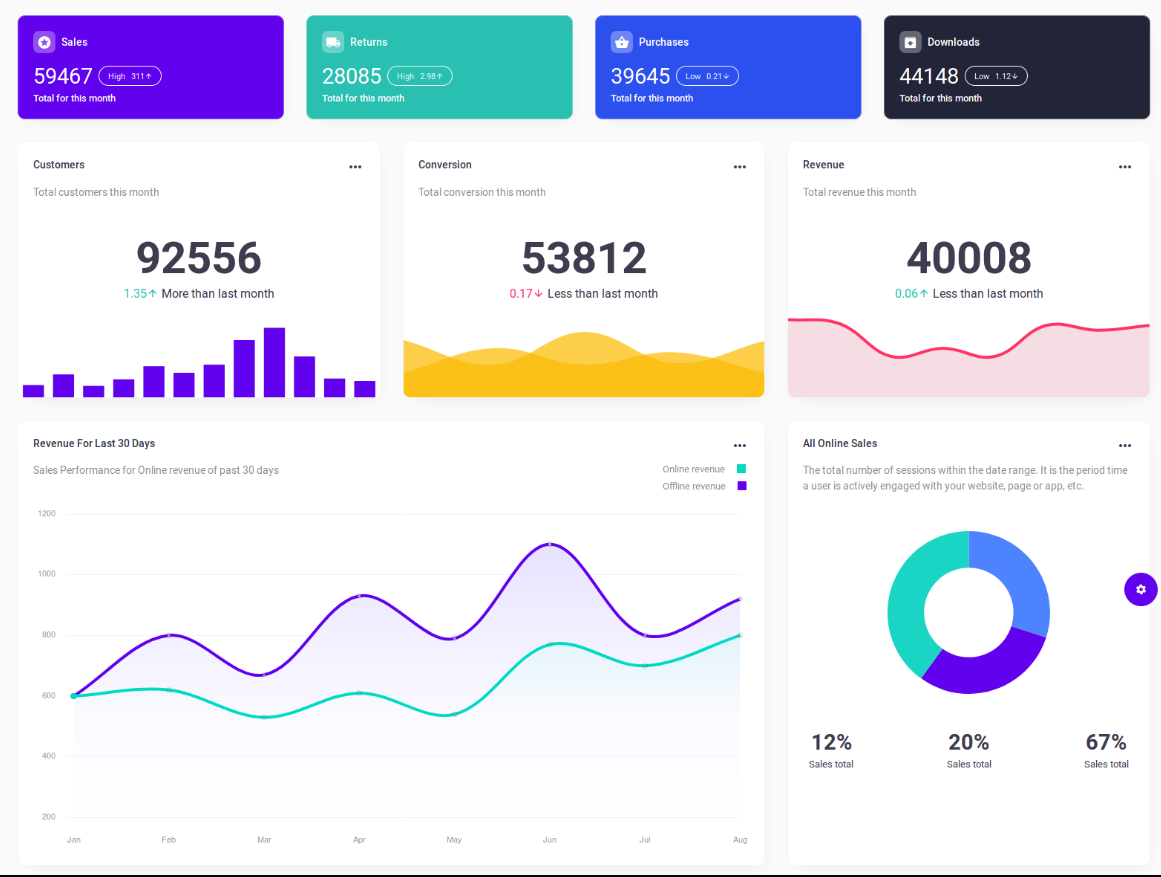 Sales
59467 High 311↑
Total for this month
Returns
28085 High 2.98↑
Total for this month
Purchases
39645 Low 0.21↓
Total for this month
Downloads
44148 Low 1.12↓
Total for this month
Customers
Total customers this month
92556
1.35↑ More than last month
Conversion
Total conversion this month
53812
0.17↓ Less than last month
Revenue
Total revenue this month
40008
0.06↑ Less than last month
Revenue For Last 30 Days
Sales Performance for Online revenue of past 30 days
Online revenue
Offline revenue
1200
1000
800
600
400
200
Jan Feb Mar Apr May Jun Jul Aug
All Online Sales
The total number of sessions within the date range. It is the period time
a user is actively engaged with your website, page or app, etc.
12% 20% 67%
Sales total Sales total Sales total